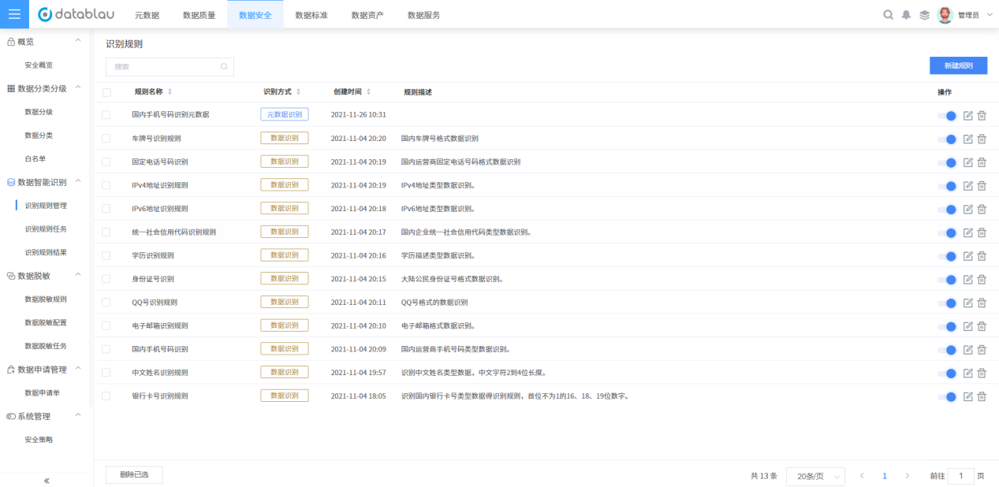 datablau 元数据 数据质量 数据安全 数据标准 数据资产 数据服务 管理员
概览
安全概览
数据分类分级
数据分级
数据分类
白名单
数据智能识别
识别规则管理
识别规则任务
识别规则结果
数据脱敏
数据脱敏规则
数据脱敏配置
数据脱敏任务
数据申请管理
数据申请单
系统管理
安全策略
«
识别规则
搜索
新建规则
规则名称 识别方式 创建时间 规则描述 操作
国内手机号码识别元数据 元数据识别 2021-11-26 10:31
车牌号识别规则 数据识别 2021-11-04 20:20 国内车牌号格式数据识别
固定电话号码识别 数据识别 2021-11-04 20:19 国内运营商固定电话号码格式数据识别
IPv4地址识别规则 数据识别 2021-11-04 20:19 IPv4地址类型数据识别。
IPv6地址识别规则 数据识别 2021-11-04 20:18 IPv6地址类型数据识别。
统一社会信用代码识别规则 数据识别 2021-11-04 20:17 国内企业统一社会信用代码类型数据识别。
学历识别规则 数据识别 2021-11-04 20:16 学历描述类型数据识别。
身份证号识别 数据识别 2021-11-04 20:15 大陆公民身份证号格式数据识别。
QQ号识别规则 数据识别 2021-11-04 20:11 QQ号格式的数据识别
电子邮箱识别规则 数据识别 2021-11-04 20:10 电子邮箱格式数据识别。
国内手机号码识别 数据识别 2021-11-04 20:09 国内运营商手机号码类型数据识别。
中文姓名识别规则 数据识别 2021-11-04 19:57 识别中文姓名类型数据，中文字符2到4位长度。
银行卡号识别规则 数据识别 2021-11-04 18:05 识别国内银行卡号类型数据得识别规则，首位不为1的16、18、19位数字。
删除已选 共 13 条 20条/页 1 前往 1 页